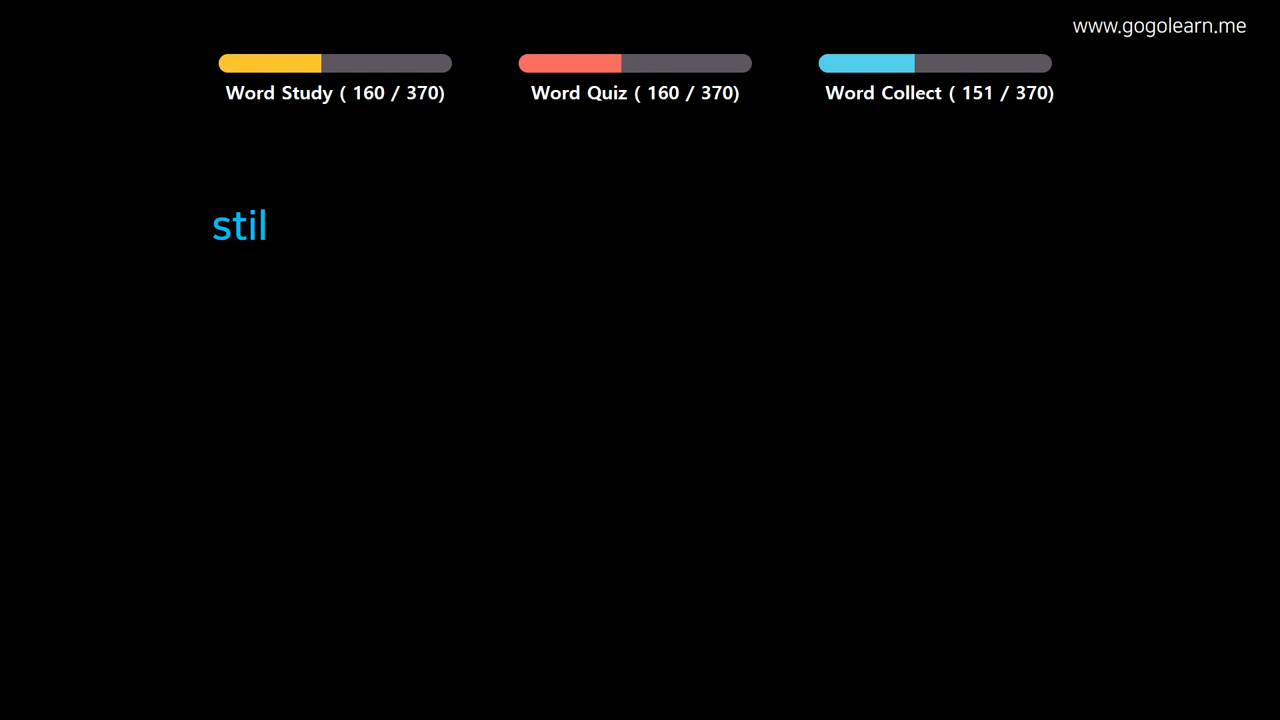 www.gogolearn.me
Word Study ( 160 / 370)
Word Quiz ( 160 / 370)
Word Collect ( 151 / 370)
stil